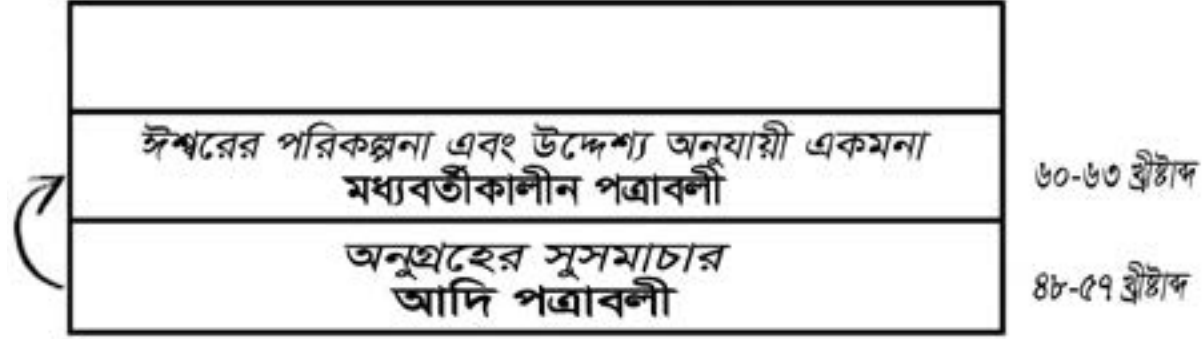 ঈশ্বরের পরিকল্পনা এবং উদ্দেশ্য অনুযায়ী একমনা
মধ্যবর্তীকালীন পত্রাবলী
৬০-৬৩ খ্রীষ্টাব্দ
অনুগ্রহের সুসমাচার
আদি পত্রাবলী
৪৮-৫৭ খ্রীষ্টাব্দ